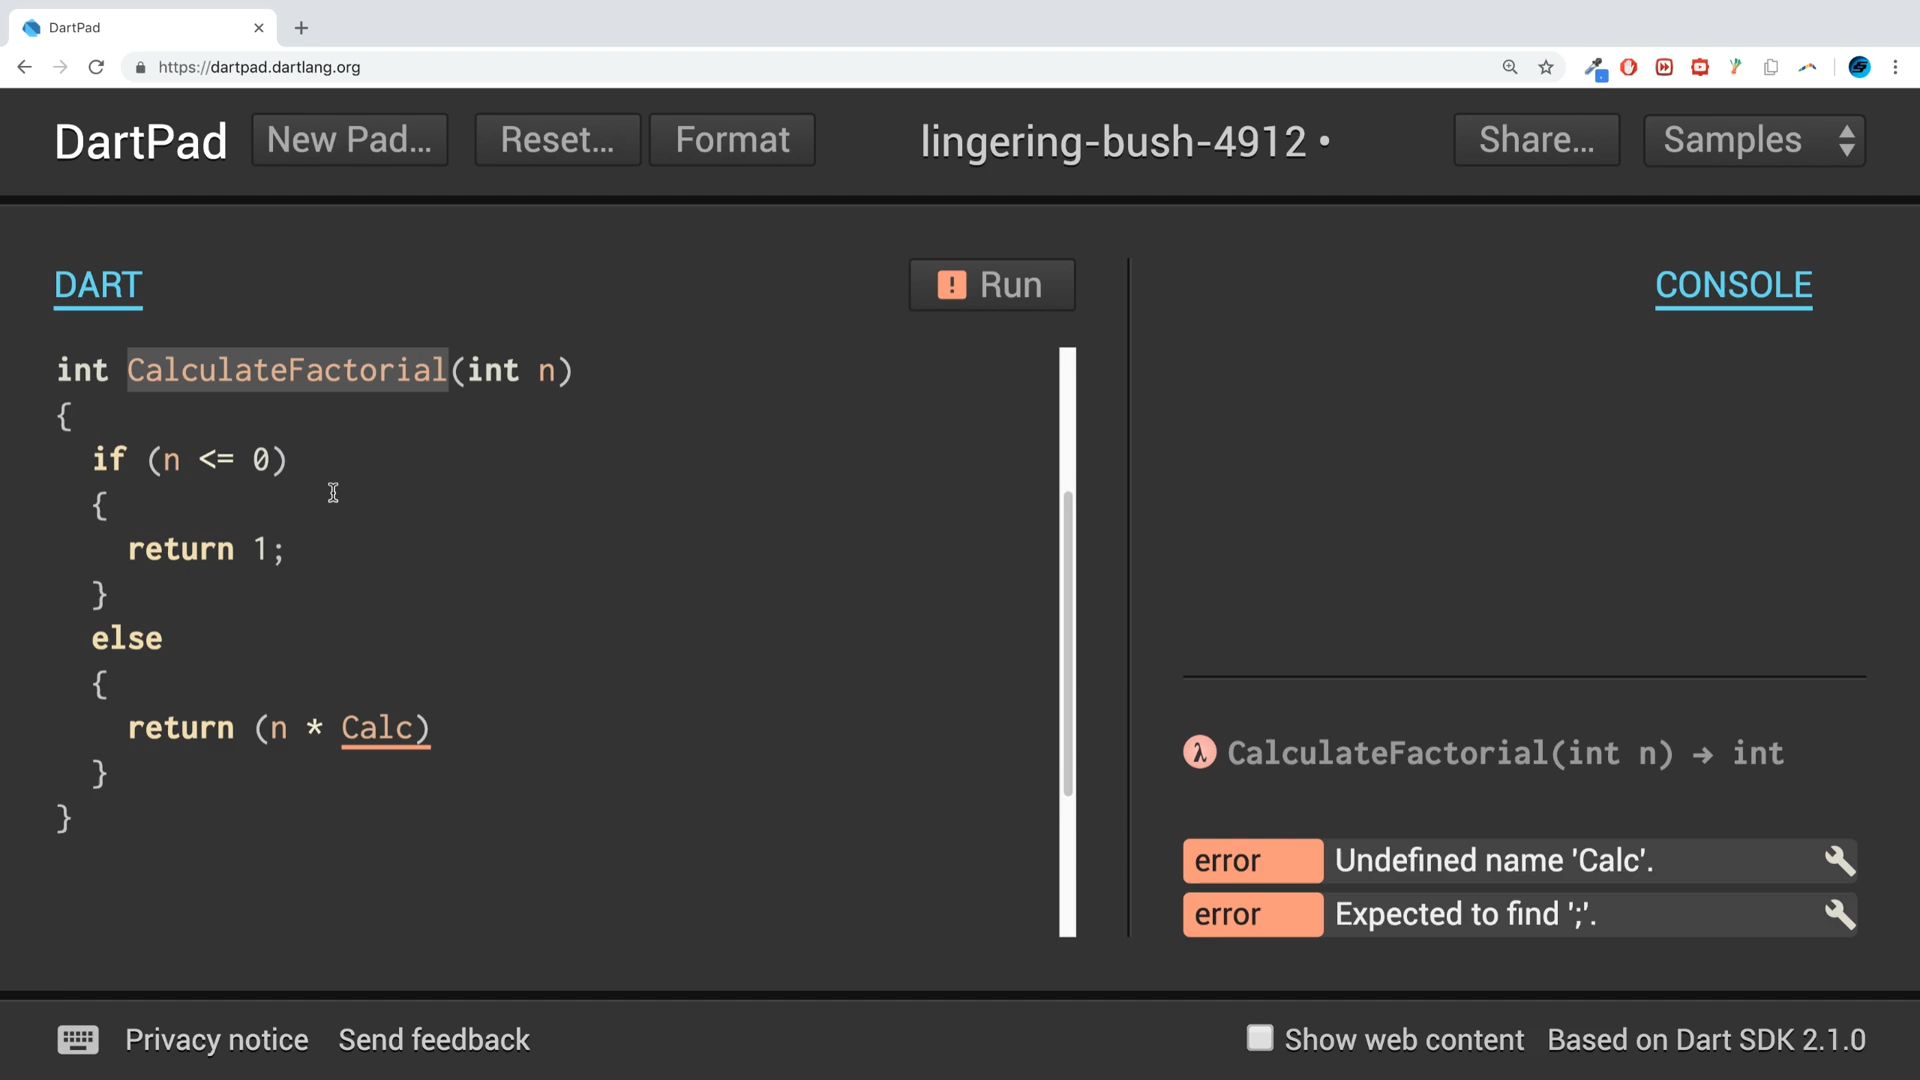 DartPad
https://dartpad.dartlang.org
DartPad New Pad... Reset... Format lingering-bush-4912 • Share... Samples
DART ! Run CONSOLE
int CalculateFactorial(int n)
{
if (n <= 0)
{
return 1;
}
else
{
return (n * Calc)
}
}
λ CalculateFactorial(int n) → int
error Undefined name 'Calc'.
error Expected to find ';'.
Privacy notice Send feedback Show web content Based on Dart SDK 2.1.0